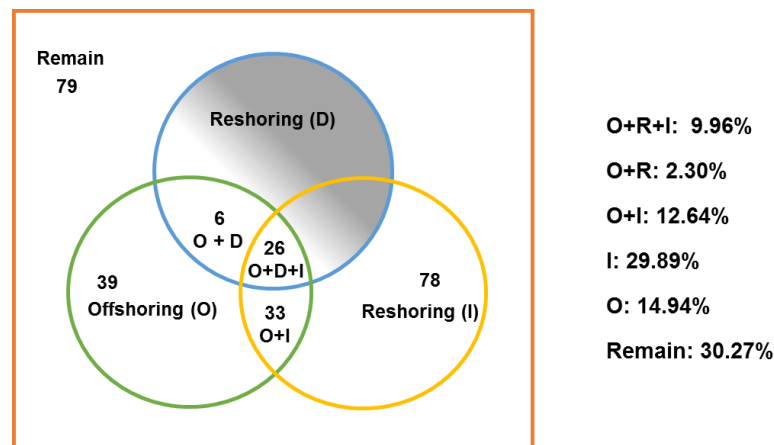 Remain
79
Reshoring (D)
6
O + D
26
O+D+I
39
Offshoring (O)
78
Reshoring (I)
33
O+I
O+R+I:  9.96%
O+R: 2.30%
O+I: 12.64%
I: 29.89%
O: 14.94%
Remain: 30.27%